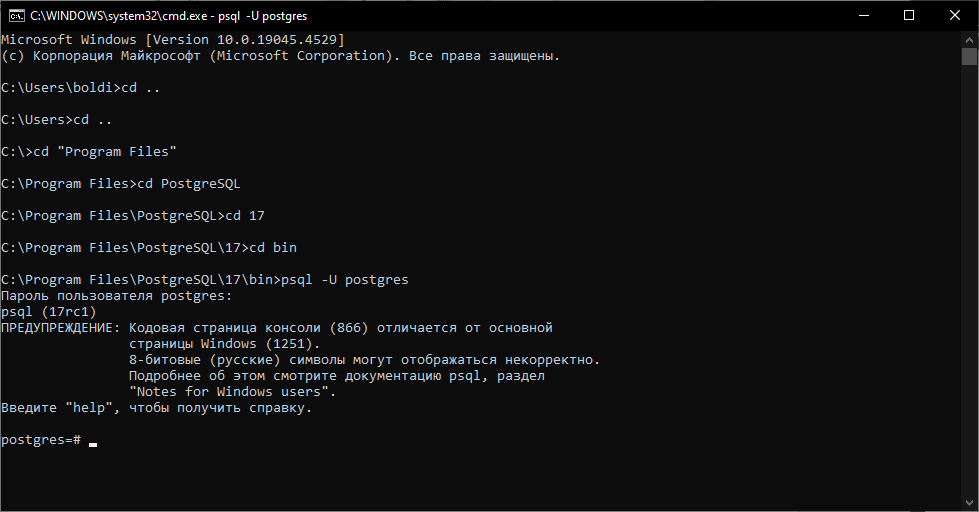 C:\WINDOWS\system32\cmd.exe - psql -U postgres
Microsoft Windows [Version 10.0.19045.4529]
(c) Корпорация Майкрософт (Microsoft Corporation). Все права защищены.
C:\Users\boldi>cd ..
C:\Users>cd ..
C:\>cd "Program Files"
C:\Program Files>cd PostgreSQL
C:\Program Files\PostgreSQL>cd 17
C:\Program Files\PostgreSQL\17>cd bin
C:\Program Files\PostgreSQL\17\bin>psql -U postgres
Пароль пользователя postgres:
psql (17rc1)
ПРЕДУПРЕЖДЕНИЕ: Кодовая страница консоли (866) отличается от основной
страницы Windows (1251).
8-битовые (русские) символы могут отображаться некорректно.
Подробнее об этом смотрите документацию psql, раздел
"Notes for Windows users".
Введите "help", чтобы получить справку.
postgres=#